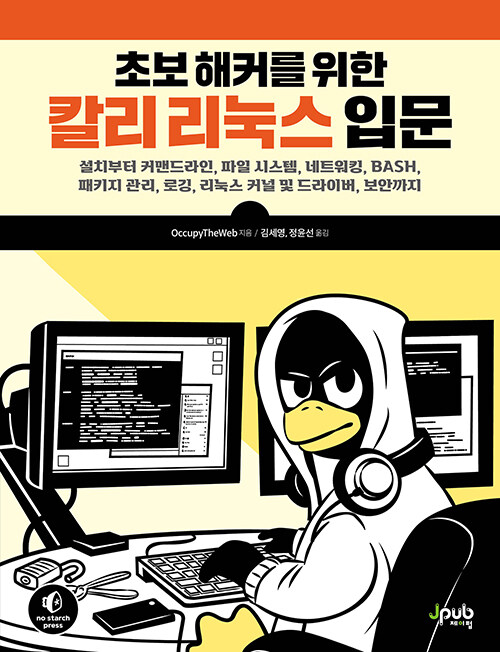 초보 해커를 위한
칼리 리눅스 입문
설치부터 커맨드라인, 파일 시스템, 네트워킹, BASH,
패키지 관리, 로깅, 리눅스 커널 및 드라이버, 보안까지
OccupyTheWeb 지음 / 김세영, 정윤선 옮김
no starch
press
Jpub
제이펍